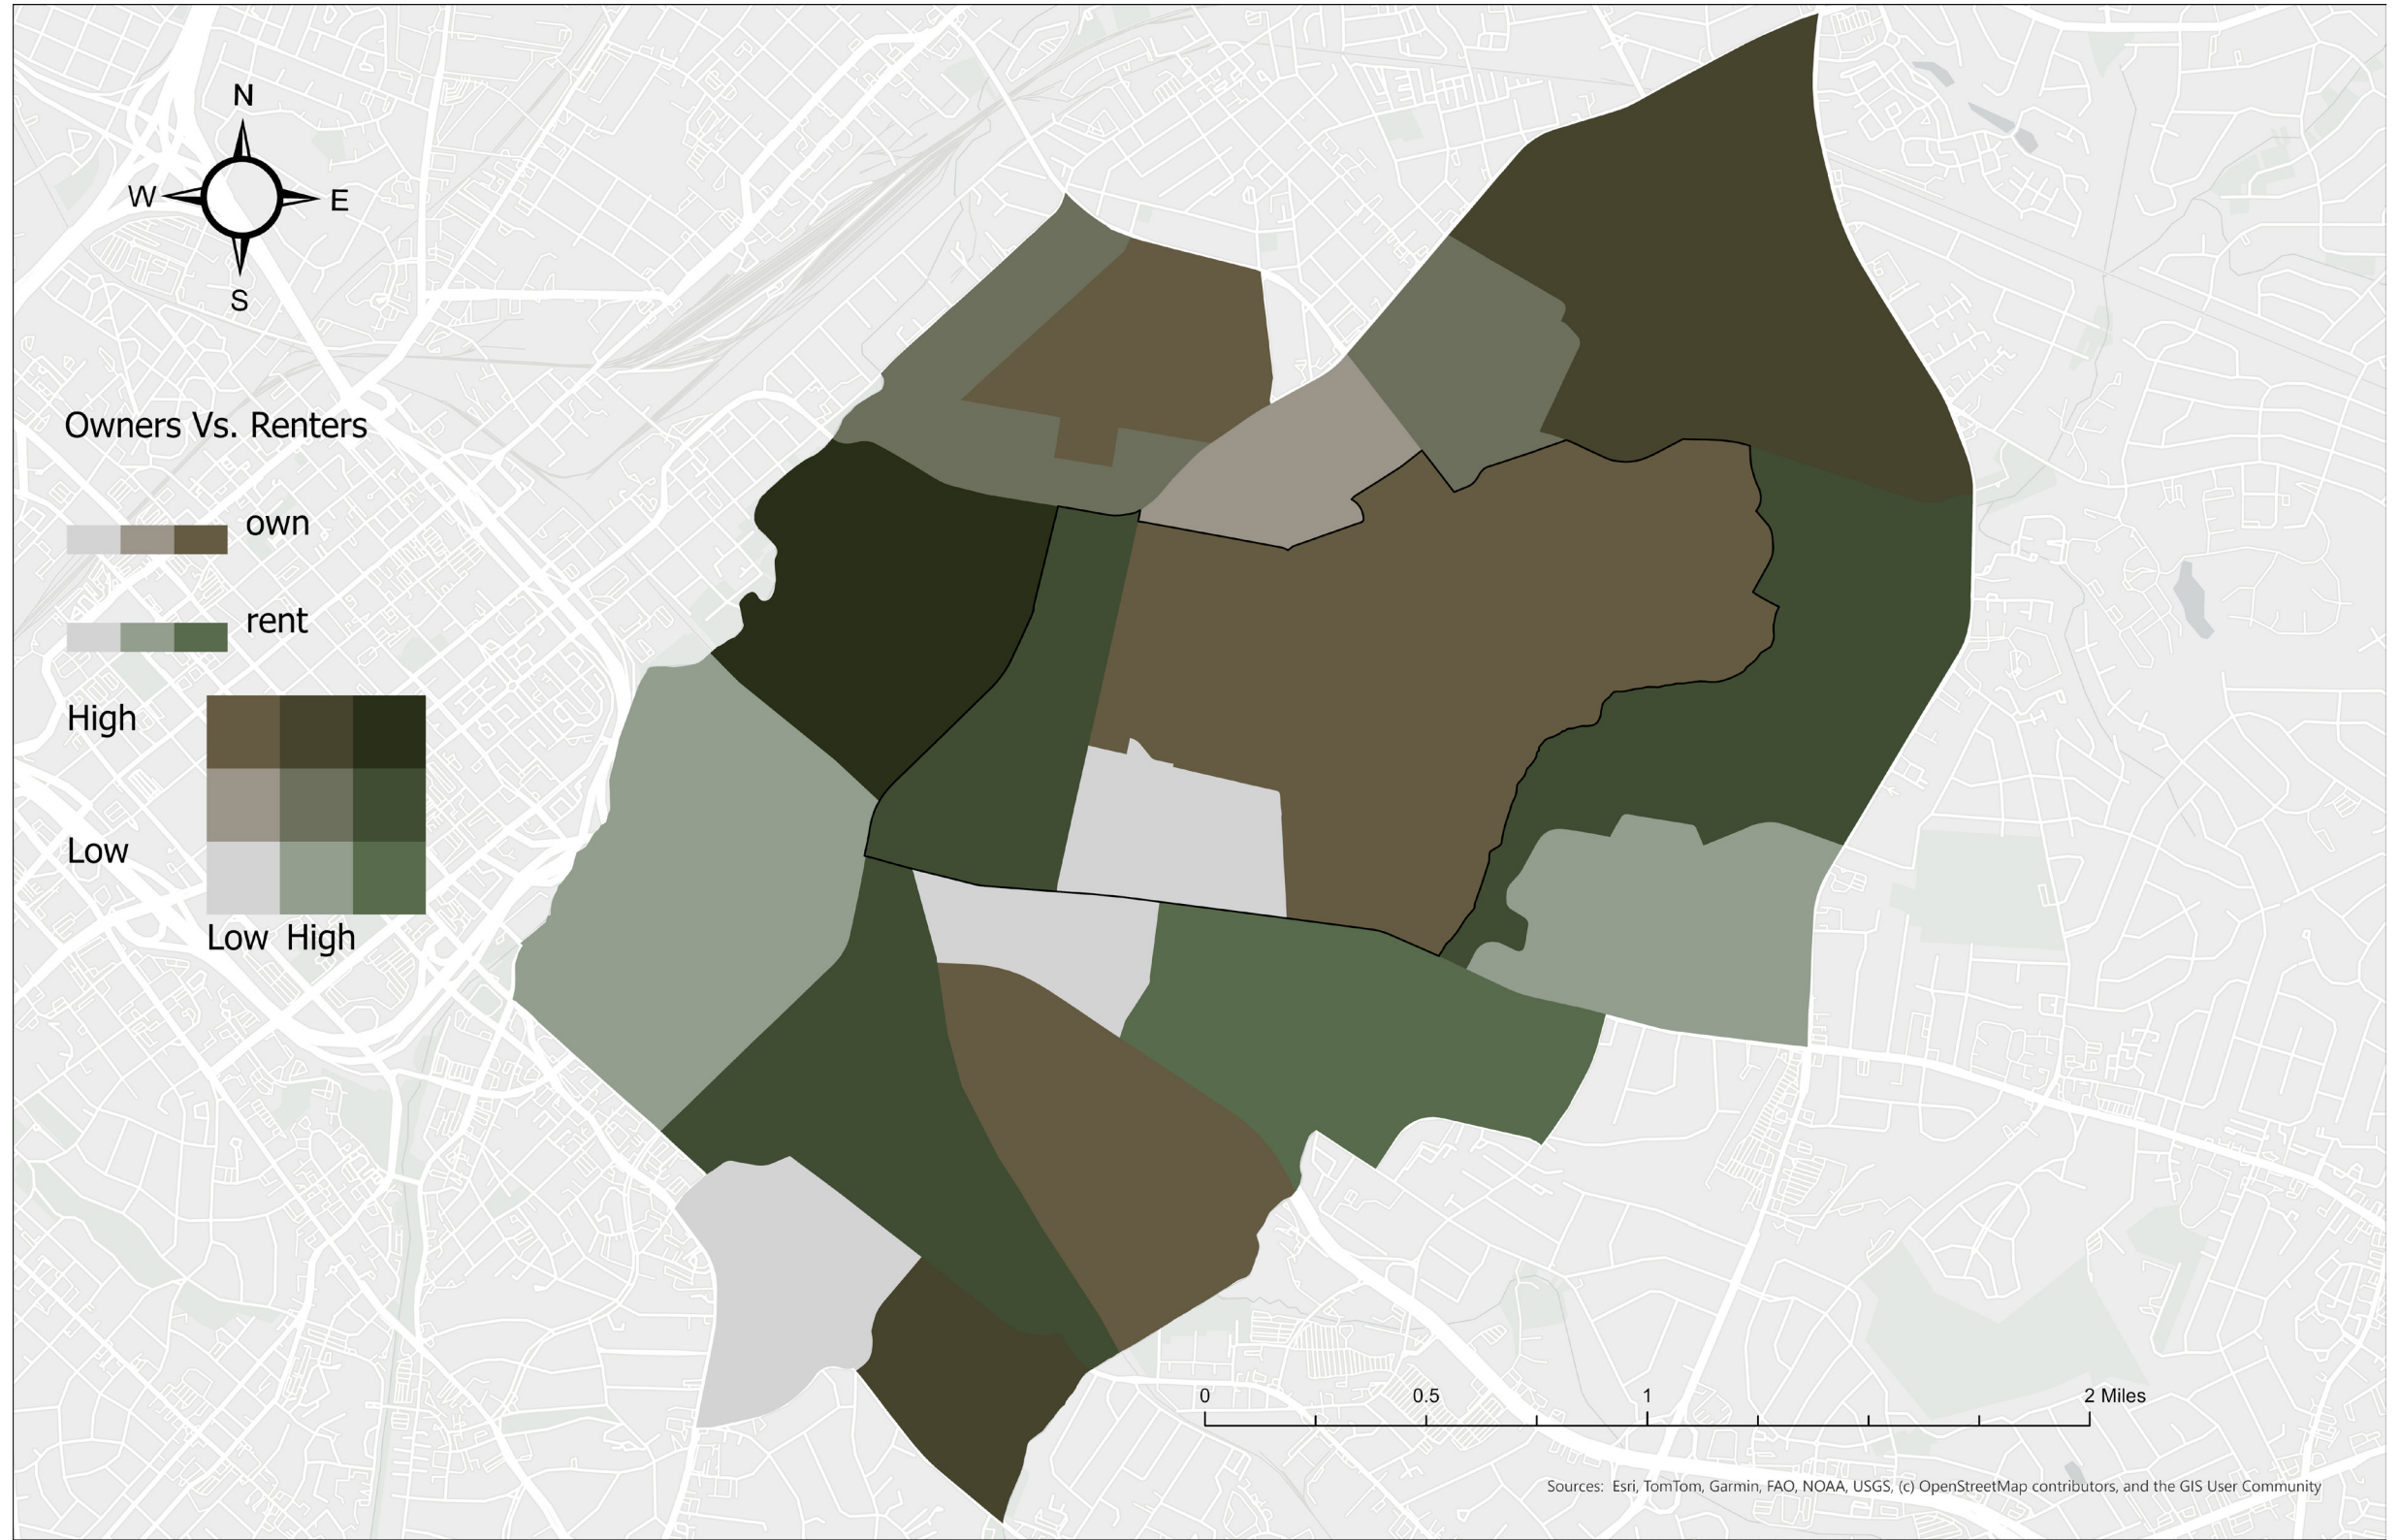 N
W
E
S
Owners Vs. Renters
own
rent
High
Low
Low High
0
0.5
1
2 Miles
Sources: Esri, TomTom, Garmin, FAO, NOAA, USGS, (c) OpenStreetMap contributors, and the GIS User Community